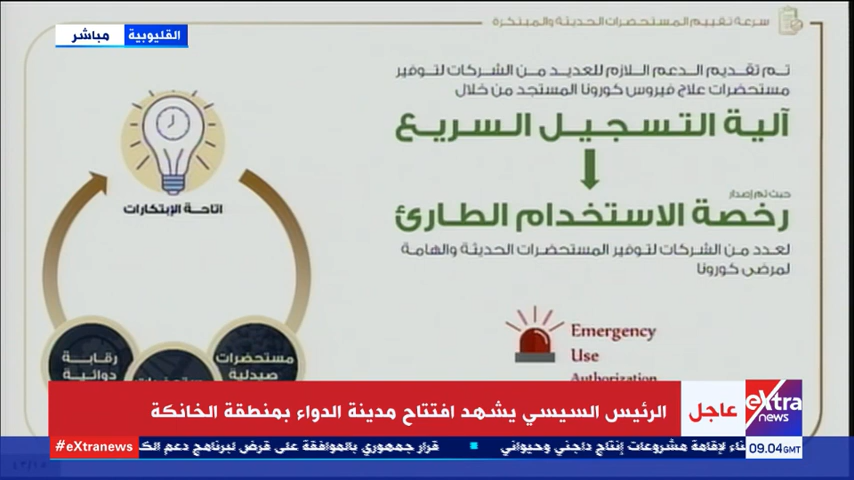 سرعة تقييم المستحضرات الحديثة والمبتكرة
مباشر
القليوبية
تم تقديم الدعم اللازم للعديد من الشركات لتوفير
مستحضرات علاج فيروس كورونا المستجد من خلال
آلية التسجيل السريع
حيث تم إصدار
رخصة الاستخدام الطارئ
لعدد من الشركات لتوفير المستحضرات الحديثة والهامة
لمرضى كورونا
اتاحة الإبتكارات
رقابة
دوائية
مستحضرات
صيدلية
Emergency
Use
Authorization
عاجل
الرئيس السيسي يشهد افتتاح مدينة الدواء بمنطقة الخانكة
eXtra
news
09.04 GMT
#eXtranews
ناء لإقامة مشروعات إنتاج داجني وحيواني
قرار جمهوري بالموافقة على قرض لبرنامج دعم